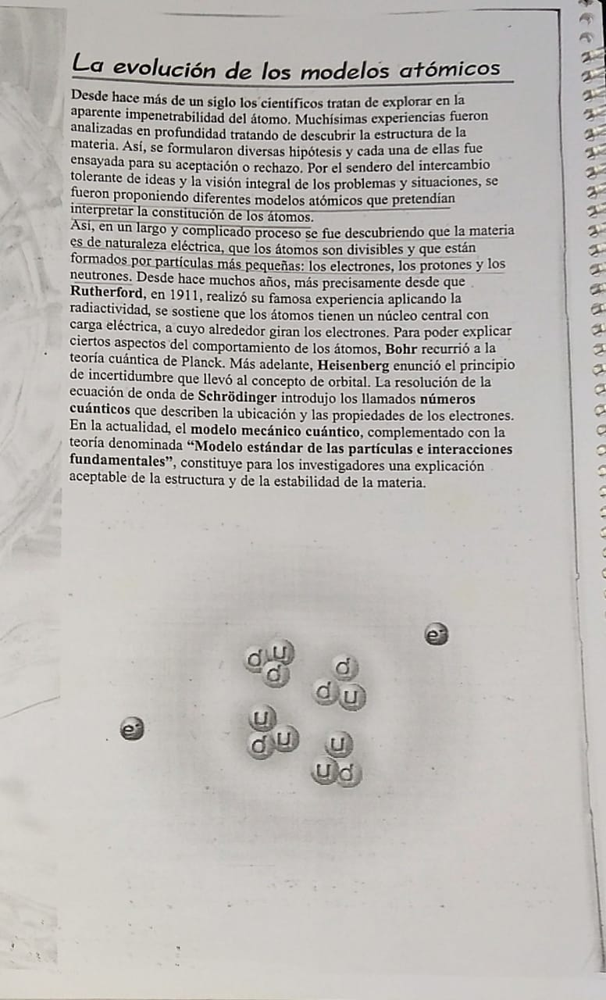 La evolución de los modelos atómicos
Desde hace más de un siglo los científicos tratan de explorar en la
aparente impenetrabilidad del átomo. Muchísimas experiencias fueron
analizadas en profundidad tratando de descubrir la estructura de la
materia. Así, se formularon diversas hipótesis y cada una de ellas fue
ensayada para su aceptación o rechazo. Por el sendero del intercambio
tolerante de ideas y la visión integral de los problemas y situaciones, se
fueron proponiendo diferentes modelos atómicos que pretendían
interpretar la constitución de los átomos.
Así, en un largo y complicado proceso se fue descubriendo que la materia
es de naturaleza eléctrica, que los átomos son divisibles y que están
formados por partículas más pequeñas: los electrones, los protones y los
neutrones. Desde hace muchos años, más precisamente desde que
Rutherford, en 1911, realizó su famosa experiencia aplicando la
radiactividad, se sostiene que los átomos tienen un núcleo central con
carga eléctrica, a cuyo alrededor giran los electrones. Para poder explicar
ciertos aspectos del comportamiento de los átomos, Bohr recurrió a la
teoría cuántica de Planck. Más adelante, Heisenberg enunció el principio
de incertidumbre que llevó al concepto de orbital. La resolución de la
ecuación de onda de Schrödinger introdujo los llamados números
cuánticos que describen la ubicación y las propiedades de los electrones.
En la actualidad, el modelo mecánico cuántico, complementado con la
teoría denominada “Modelo estándar de las partículas e interacciones
fundamentales”, constituye para los investigadores una explicación
aceptable de la estructura y de la estabilidad de la materia.
e-
d u
d
d
d u
u
d u
e-
u
u d